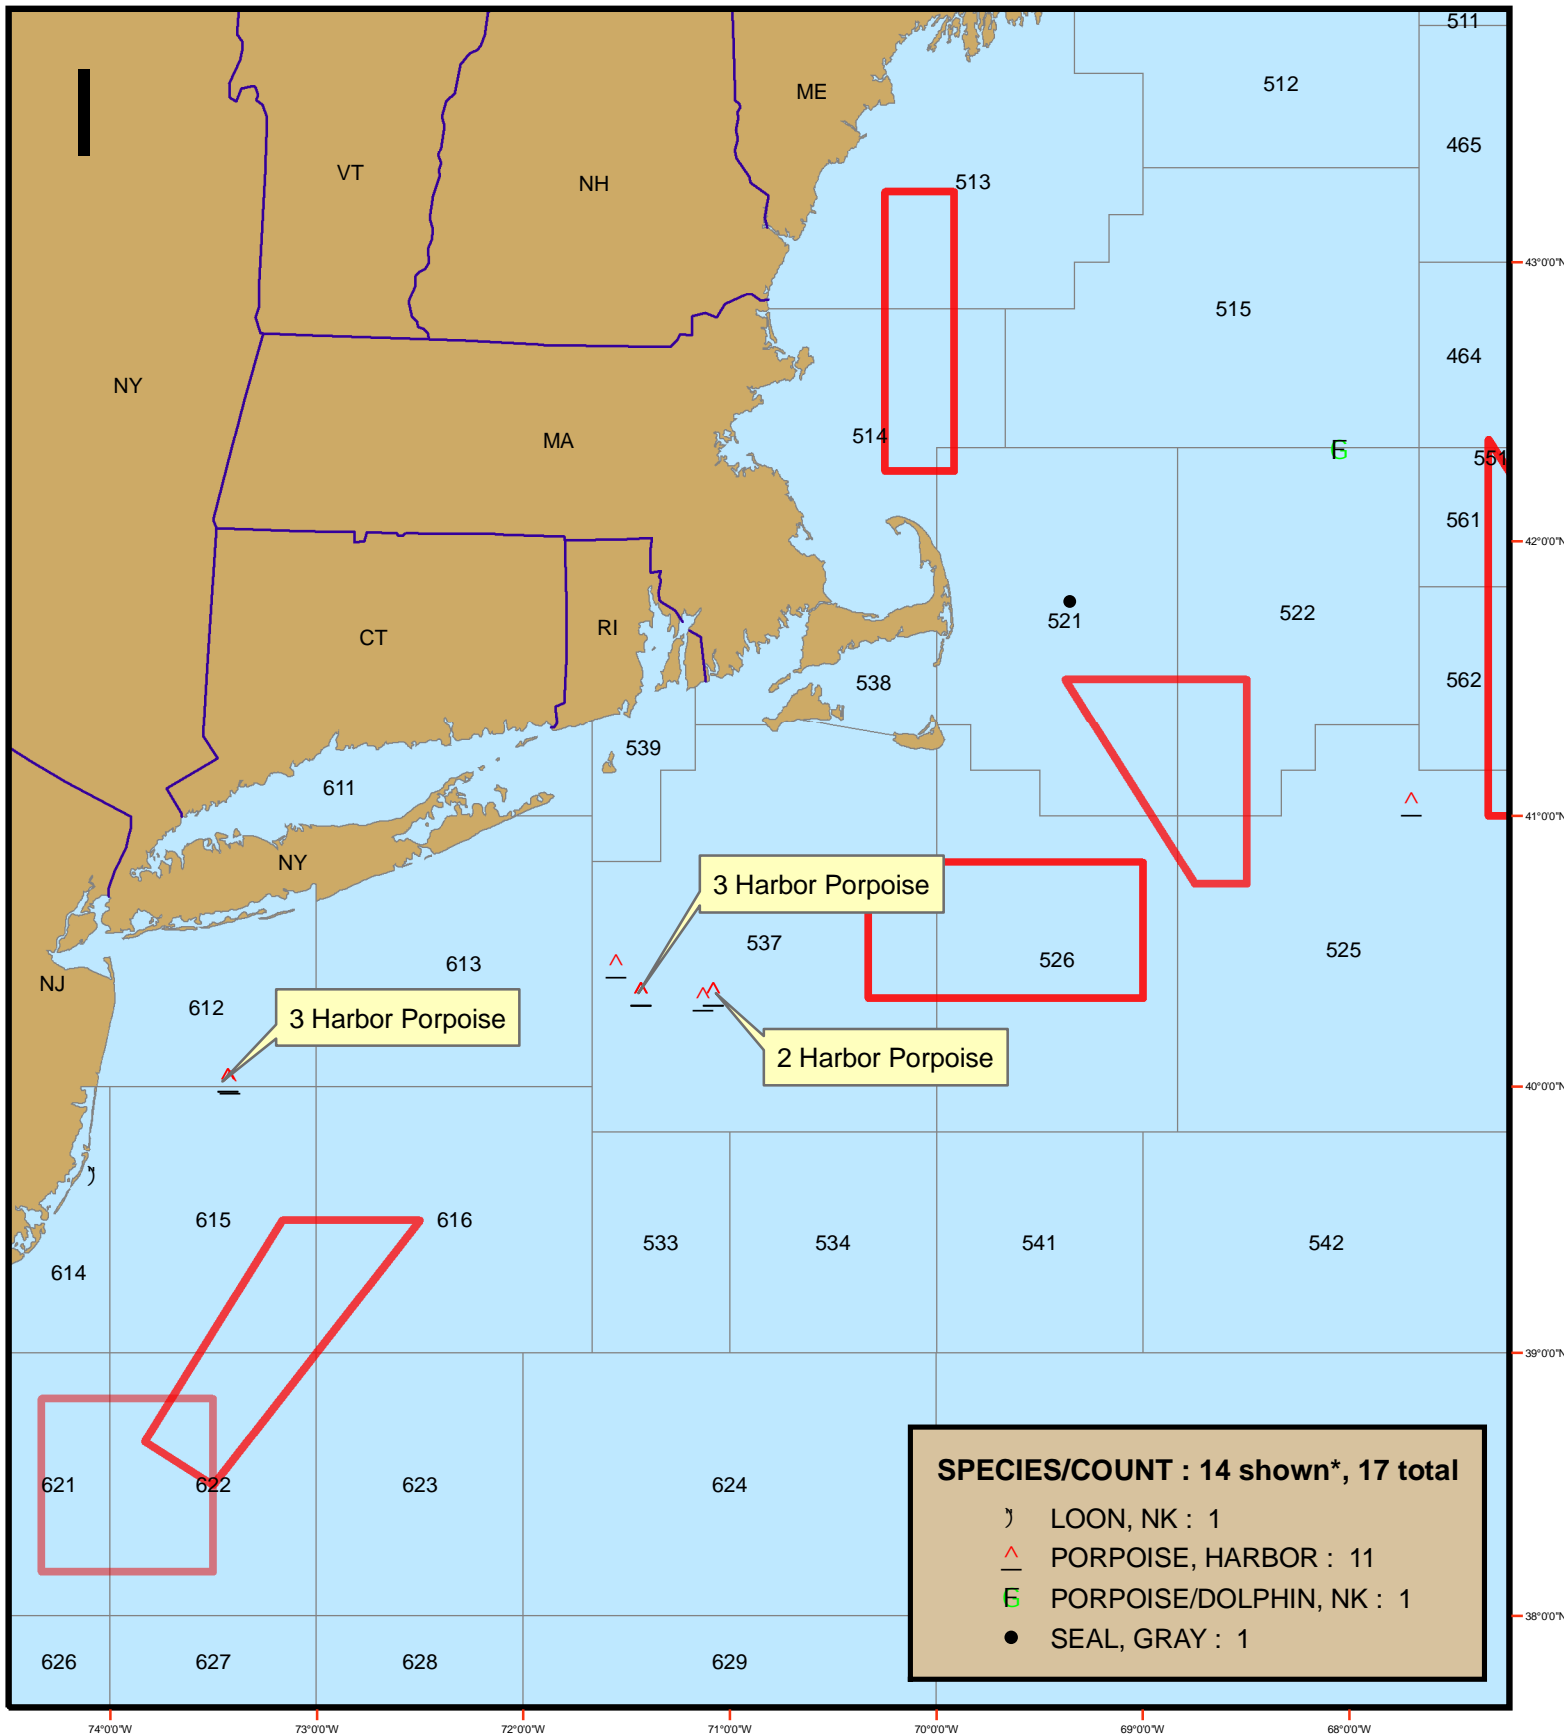 511
512
ME
465
VT
NH
513
43°0'0"N
515
464
NY
MA
514
551
561
42°0'0"N
521
522
CT
RI
562
538
539
611
41°0'0"N
NY
3 Harbor Porpoise
537
525
526
613
NJ
612
3 Harbor Porpoise
2 Harbor Porpoise
40°0'0"N
615
616
533
534
541
542
614
39°0'0"N
621
622
623
624
SPECIES/COUNT : 14 shown*, 17 total
LOON, NK : 1
PORPOISE, HARBOR : 11
PORPOISE/DOLPHIN, NK : 1
SEAL, GRAY : 1
38°0'0"N
626
627
628
629
74°0'0"W
73°0'0"W
72°0'0"W
71°0'0"W
70°0'0"W
69°0'0"W
68°0'0"W